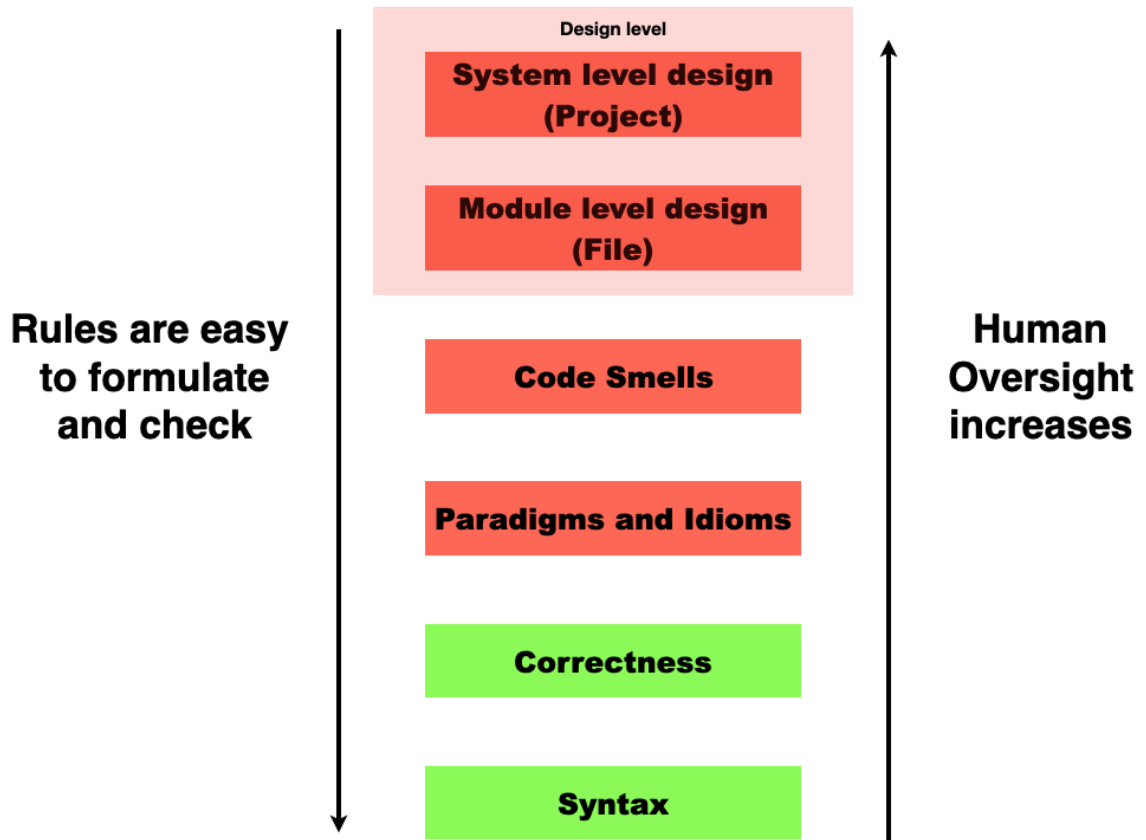 Design level
System level design
(Project)
Module level design
(File)
Rules are easy
to formulate
and check
Human
Oversight
increases
Code Smells
Paradigms and Idioms
Correctness
Syntax